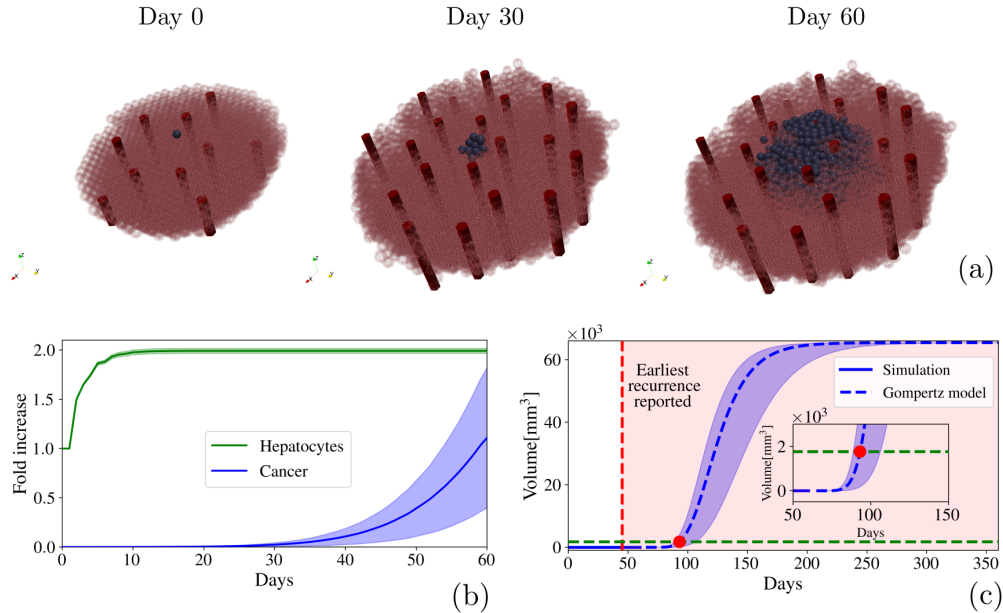 Day 0
Day 30
Day 60
Z
X
Y
Z
X
Y
Z
X
Y
(a)
Fold increase
2.0
1.5
1.0
0.5
0.0
Hepatocytes
Cancer
0
10
20
30
40
50
60
Days
(b)
×10³
Volume[mm³]
60
40
20
0
Earliest
recurrence
reported
Simulation
Gompertz model
×10³
Volume[mm³]
2
0
50
100
150
Days
0
50
100
150
200
250
300
350
Days
(c)